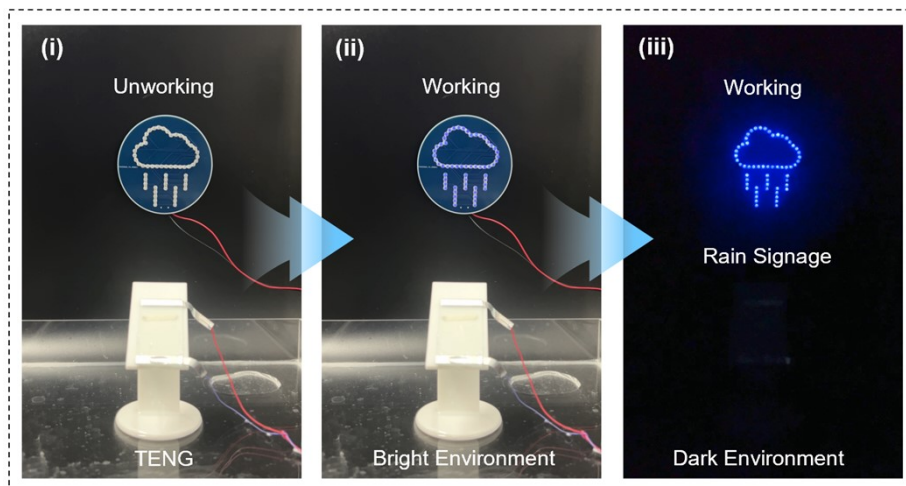 (i)
Unworking
TENG
(ii)
Working
Bright Environment
(iii)
Working
Rain Signage
Dark Environment